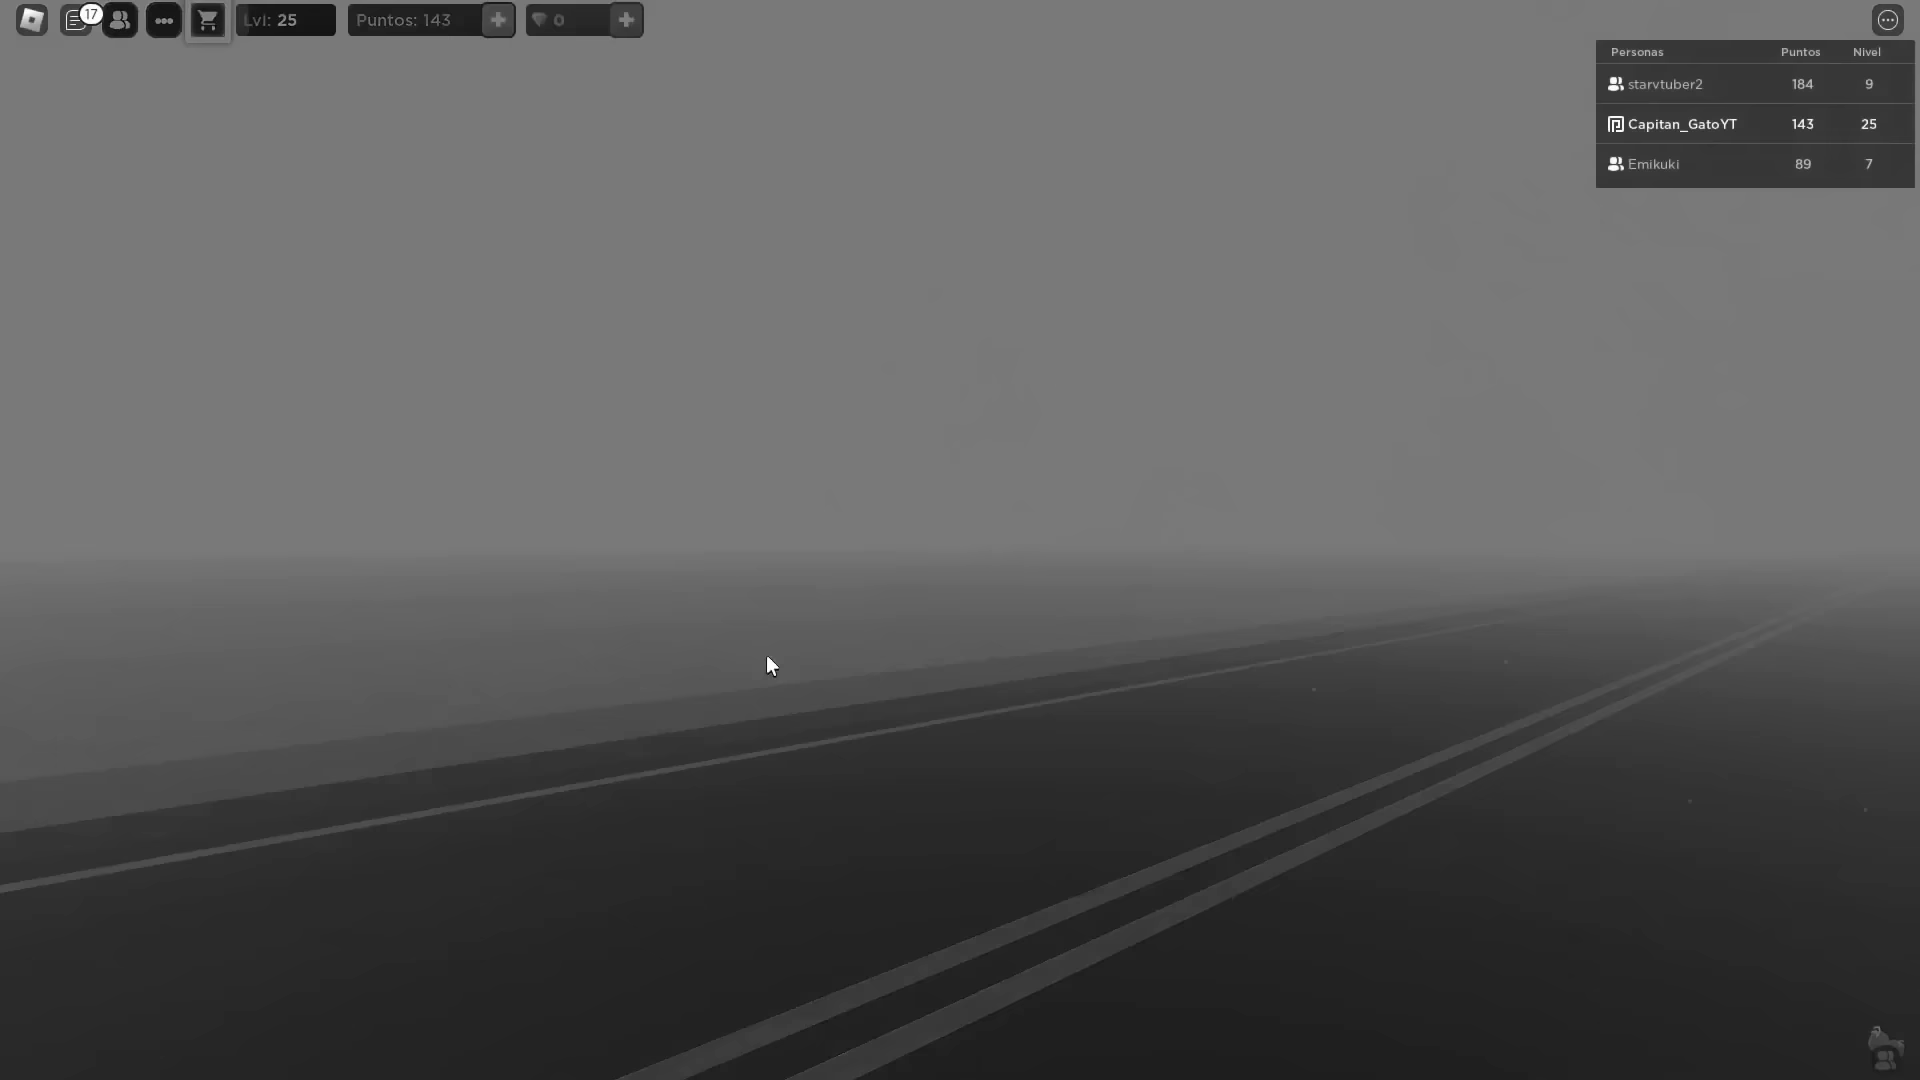 17
Lvl: 25
Puntos: 143
0
Personas Puntos Nivel
starvtuber2 184 9
Capitan_GatoYT 143 25
Emikuki 89 7